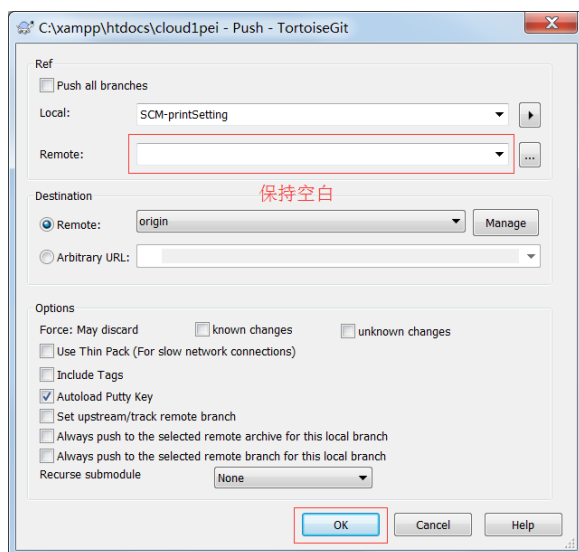 C:\xampp\htdocs\cloud1pei - Push - TortoiseGit
Ref
Push all branches
Local: SCM-printSetting
Remote: ...
保持空白
Destination
Remote: origin Manage
Arbitrary URL:
Options
Force: May discard known changes unknown changes
Use Thin Pack (For slow network connections)
Include Tags
Autoload Putty Key
Set upstream/track remote branch
Always push to the selected remote archive for this local branch
Always push to the selected remote branch for this local branch
Recurse submodule None
OK Cancel Help